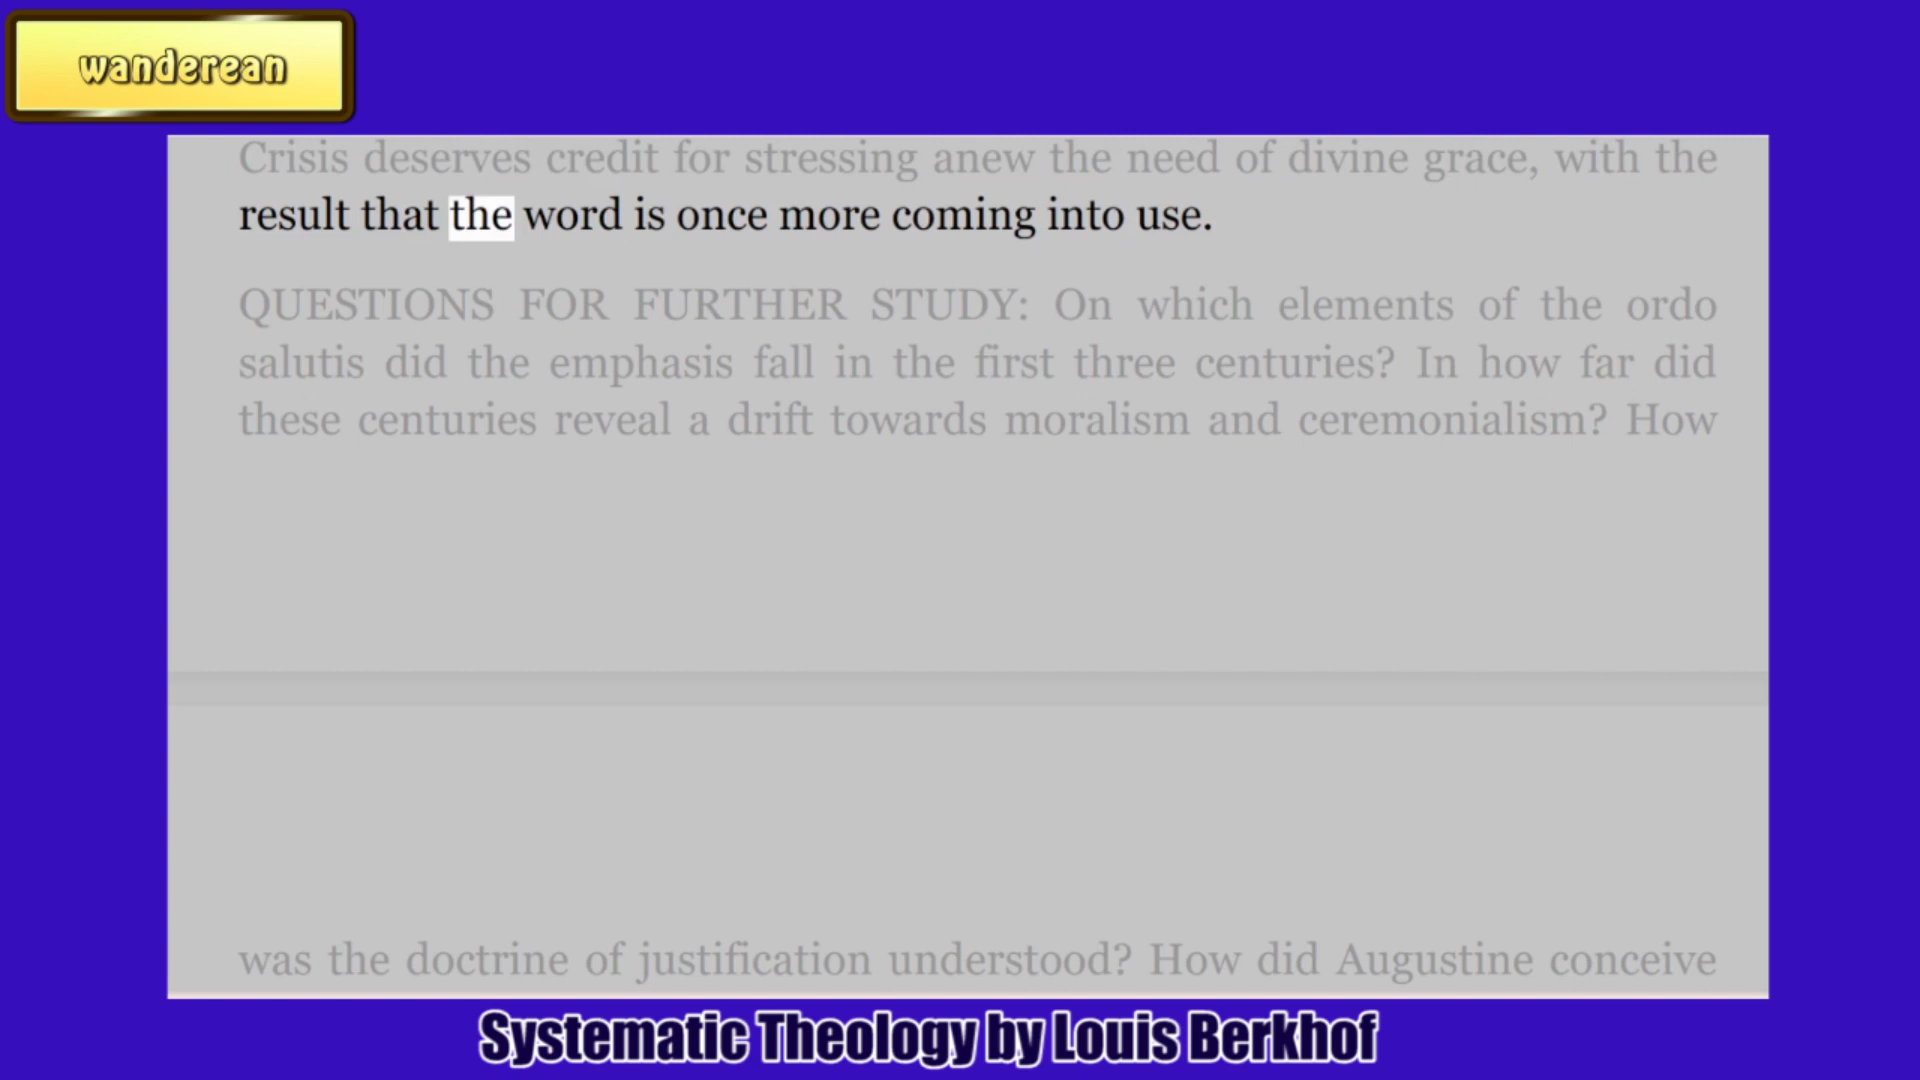 wanderean
Crisis deserves credit for stressing anew the need of divine grace, with the
result that the word is once more coming into use.
QUESTIONS FOR FURTHER STUDY: On which elements of the ordo
salutis did the emphasis fall in the first three centuries? In how far did
these centuries reveal a drift towards moralism and ceremonialism? How
was the doctrine of justification understood? How did Augustine conceive
Systematic Theology by Louis Berkhof